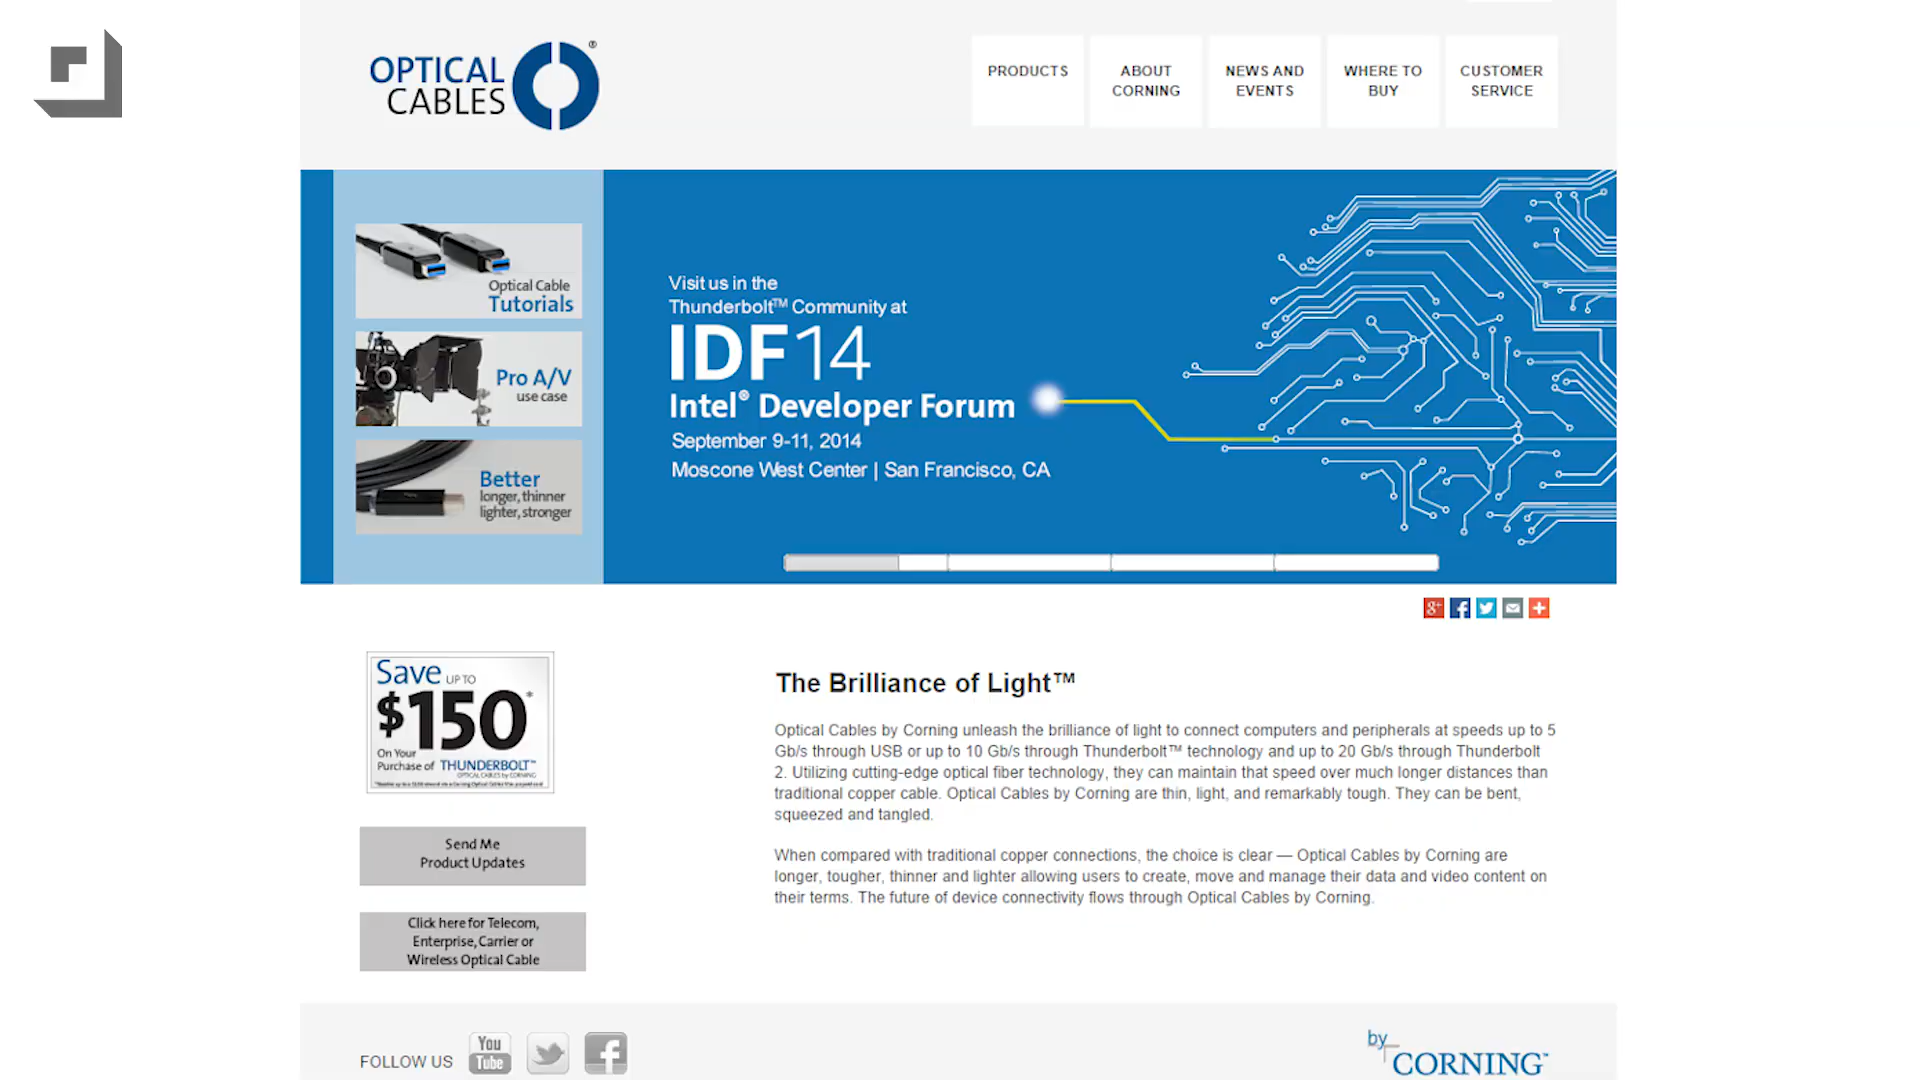 OPTICAL
CABLES
®
PRODUCTS
ABOUT
CORNING
NEWS AND
EVENTS
WHERE TO
BUY
CUSTOMER
SERVICE
Optical Cable
Tutorials
Pro A/V
use case
Better
longer, thinner
lighter, stronger
Visit us in the
Thunderbolt™ Community at
IDF14
Intel® Developer Forum
September 9-11, 2014
Moscone West Center | San Francisco, CA
Save UP TO
$150*
On Your
Purchase of THUNDERBOLT™
OPTICAL CABLES by CORNING
Send Me
Product Updates
Click here for Telecom,
Enterprise, Carrier or
Wireless Optical Cable
The Brilliance of Light™
Optical Cables by Corning unleash the brilliance of light to connect computers and peripherals at speeds up to 5
Gb/s through USB or up to 10 Gb/s through Thunderbolt™ technology and up to 20 Gb/s through Thunderbolt
2. Utilizing cutting-edge optical fiber technology, they can maintain that speed over much longer distances than
traditional copper cable. Optical Cables by Corning are thin, light, and remarkably tough. They can be bent,
squeezed and tangled.
When compared with traditional copper connections, the choice is clear — Optical Cables by Corning are
longer, tougher, thinner and lighter allowing users to create, move and manage their data and video content on
their terms. The future of device connectivity flows through Optical Cables by Corning.
FOLLOW US
You
Tube
by
CORNING™